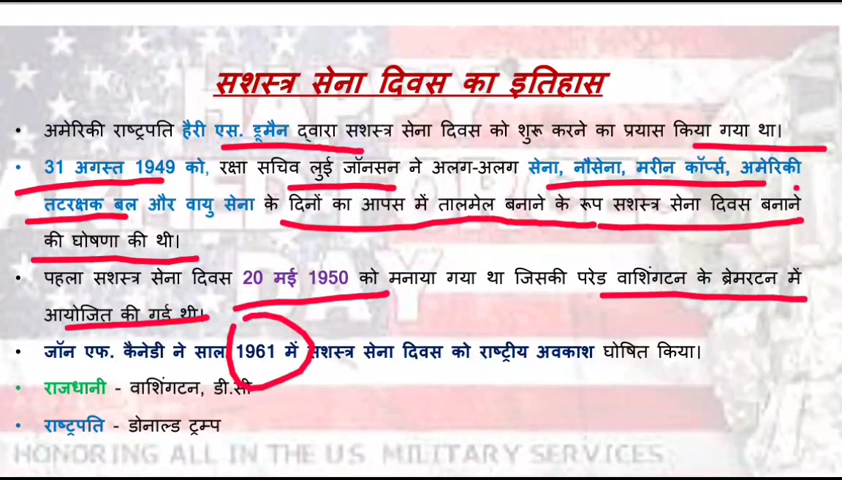 सशस्त्र सेना दिवस का इतिहास
• अमेरिकी राष्ट्रपति हैरी एस. ड्रूमैन द्वारा सशस्त्र सेना दिवस को शुरू करने का प्रयास किया गया था।
• 31 अगस्त 1949 को, रक्षा सचिव लुई जॉनसन ने अलग-अलग सेना, नौसेना, मरीन कॉर्प्स, अमेरिकी
तटरक्षक बल और वायु सेना के दिनों का आपस में तालमेल बनाने के रूप सशस्त्र सेना दिवस बनाने
की घोषणा की थी।
• पहला सशस्त्र सेना दिवस 20 मई 1950 को मनाया गया था जिसकी परेड वाशिंगटन के ब्रेमरटन में
आयोजित की गई थी।
• जॉन एफ. कैनेडी ने साल 1961 में सशस्त्र सेना दिवस को राष्ट्रीय अवकाश घोषित किया।
• राजधानी - वाशिंगटन, डी.सी
• राष्ट्रपति - डोनाल्ड ट्रम्प
HONORING ALL IN THE US MILITARY SERVICES